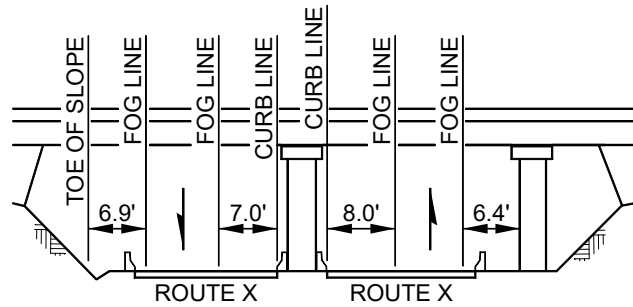 TOE OF SLOPE
FOG LINE
FOG LINE
CURB LINE
CURB LINE
FOG LINE
FOG LINE
6.9'
7.0'
8.0'
6.4'
ROUTE X
ROUTE X